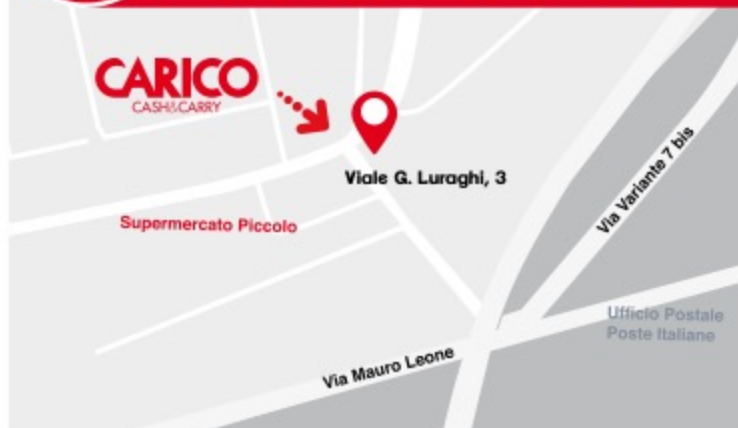 CARICO
CASH&CARRY
Viale G. Luraghi, 3
Supermercato Piccolo
Via Variante 7 bis
Ufficio Postale
Poste Italiane
Via Mauro Leone